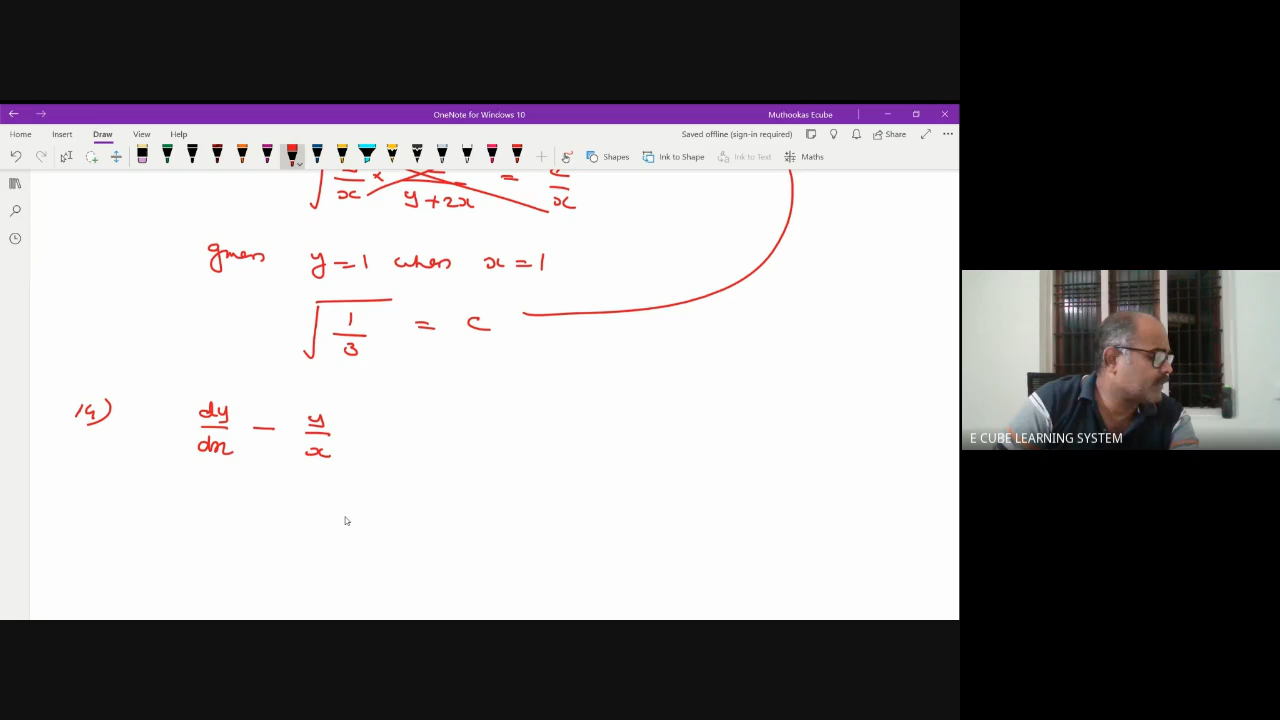 OneNote for Windows 10
Muthookas Ecube
Home Insert Draw View Help
Saved offline (sign-in required)
Share
Shapes
Ink to Shape
Ink to Text
Maths
x × y + 2x = x
y = 1 when x = 1
√(1/3) = c
14) dy/dx - y/x
E CUBE LEARNING SYSTEM